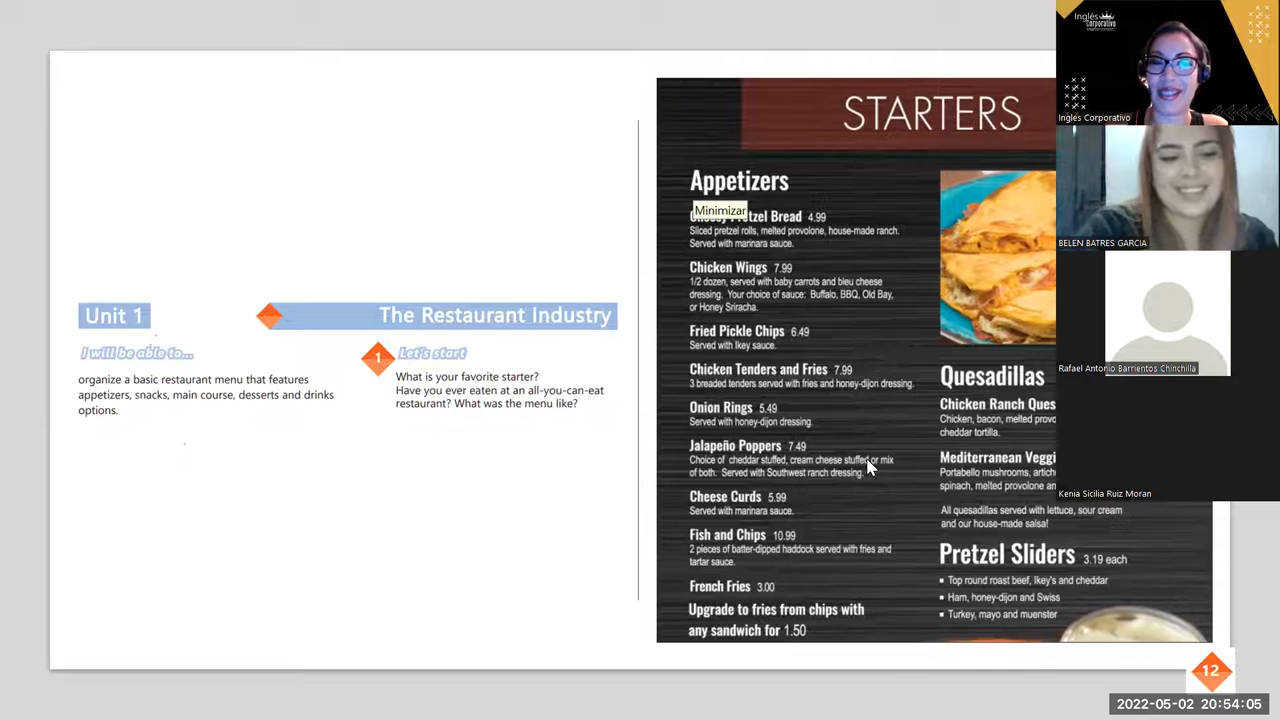 Unit 1
The Restaurant Industry
I will be able to...
organize a basic restaurant menu that features
appetizers, snacks, main course, desserts and drinks
options.
1
Let's start
What is your favorite starter?
Have you ever eaten at an all-you-can-eat
restaurant? What was the menu like?
STARTERS
Appetizers
Minimizar
Pretzel Bread 4.99
Sliced pretzel rolls, melted provolone, house-made ranch.
Served with marinara sauce.
Chicken Wings 7.99
1/2 dozen, served with baby carrots and bleu cheese
dressing. Your choice of sauce: Buffalo, BBQ, Old Bay,
or Honey Sriracha.
Fried Pickle Chips 6.49
Served with Ikey sauce.
Chicken Tenders and Fries 7.99
3 breaded tenders served with fries and honey-dijon dressing.
Onion Rings 5.49
Served with honey-dijon dressing.
Jalapeño Poppers 7.49
Choice of cheddar stuffed, cream cheese stuffed or mix
of both. Served with Southwest ranch dressing.
Cheese Curds 5.99
Served with marinara sauce.
Fish and Chips 10.99
2 pieces of batter-dipped haddock served with fries and
tartar sauce.
French Fries 3.00
Upgrade to fries from chips with
any sandwich for 1.50
Quesadillas
Chicken Ranch Ques
Chicken, bacon, melted provo
cheddar tortilla.
Mediterranean Veggi
Portabello mushrooms, artich
spinach, melted provolone an
All quesadillas served with lettuce, sour cream
and our house-made salsa!
Pretzel Sliders 3.19 each
▪ Top round roast beef, Ikey's and cheddar
▪ Ham, honey-dijon and Swiss
▪ Turkey, mayo and muenster
12
Inglés
Corporativo
Ingles Corporativo
BELEN BATRES GARCIA
Rafael Antonio Barrientos Chinchilla
Kenia Sicilia Ruiz Moran
2022-05-02 20:54:05